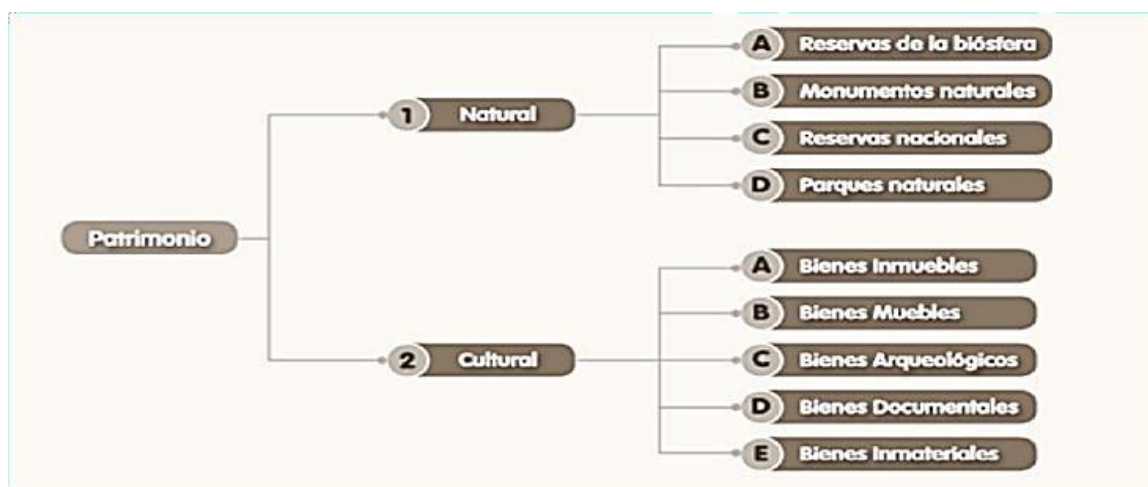 Patrimonio
1 Natural
A Reservas de la biósfera
B Monumentos naturales
C Reservas nacionales
D Parques naturales
2 Cultural
A Bienes Inmuebles
B Bienes Muebles
C Bienes Arqueológicos
D Bienes Documentales
E Bienes Inmateriales